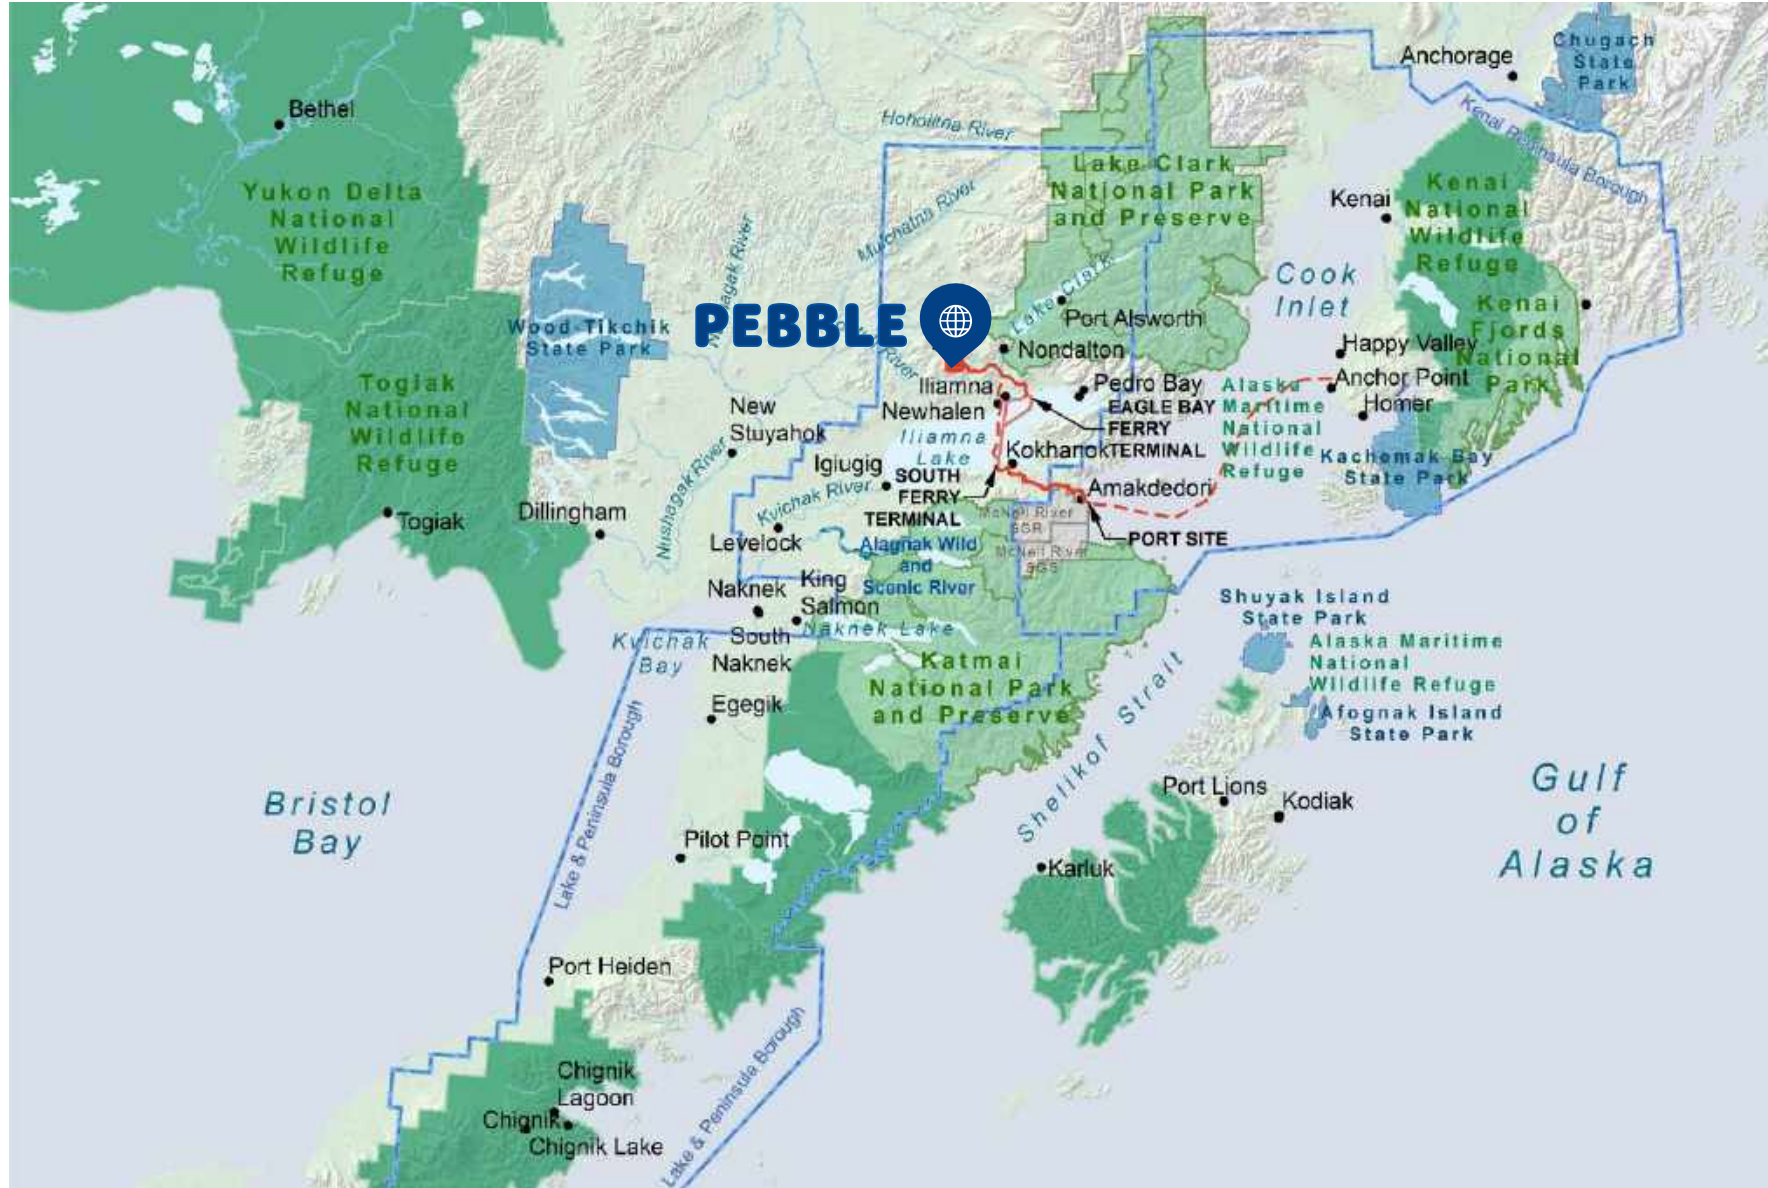 Anchorage
Chugach
State
Park
Bethel
Kenai Peninsula Borough
Hoholitna River
Yukon Delta
National
Wildlife
Refuge
Lake Clark
National Park
and Preserve
Kenai
Kenai
National
Wildlife
Refuge
Mulchatna River
Cook
Inlet
Lake Clark
PEBBLE
River
Port Alsworth
Kenai
Fjords
National
Park
Wood-Tikchik
State Park
Nondalton
Happy Valley
Togiak
National
Wildlife
Refuge
Iliamna
Newhalen
Pedro Bay
EAGLE BAY
FERRY
TERMINAL
Alaska
Maritime
National
Wildlife
Refuge
Anchor Point
Homer
New
Stuyahok
Iliamna
Lake
Kokhanok
Kachemak Bay
State Park
Igiugig
SOUTH
FERRY
TERMINAL
Kvichak River
Nushagak River
Amakdedori
Togiak
Dillingham
McNeil River
SGR
PORT SITE
Levelock
Alagnak Wild
and
Scenic River
McNeil River
SGS
Naknek
King
Salmon
South
Naknek
Naknek Lake
Kvichak
Bay
Shuyak Island
State Park
Alaska Maritime
National
Wildlife Refuge
Katmai
National Park
and Preserve
Egegik
Afognak Island
State Park
Shelikof Strait
Lake & Peninsula Borough
Bristol
Bay
Port Lions
Kodiak
Gulf
of
Alaska
Pilot Point
Karluk
Port Heiden
Lake & Peninsula Borough
Chignik
Lagoon
Chignik
Chignik Lake